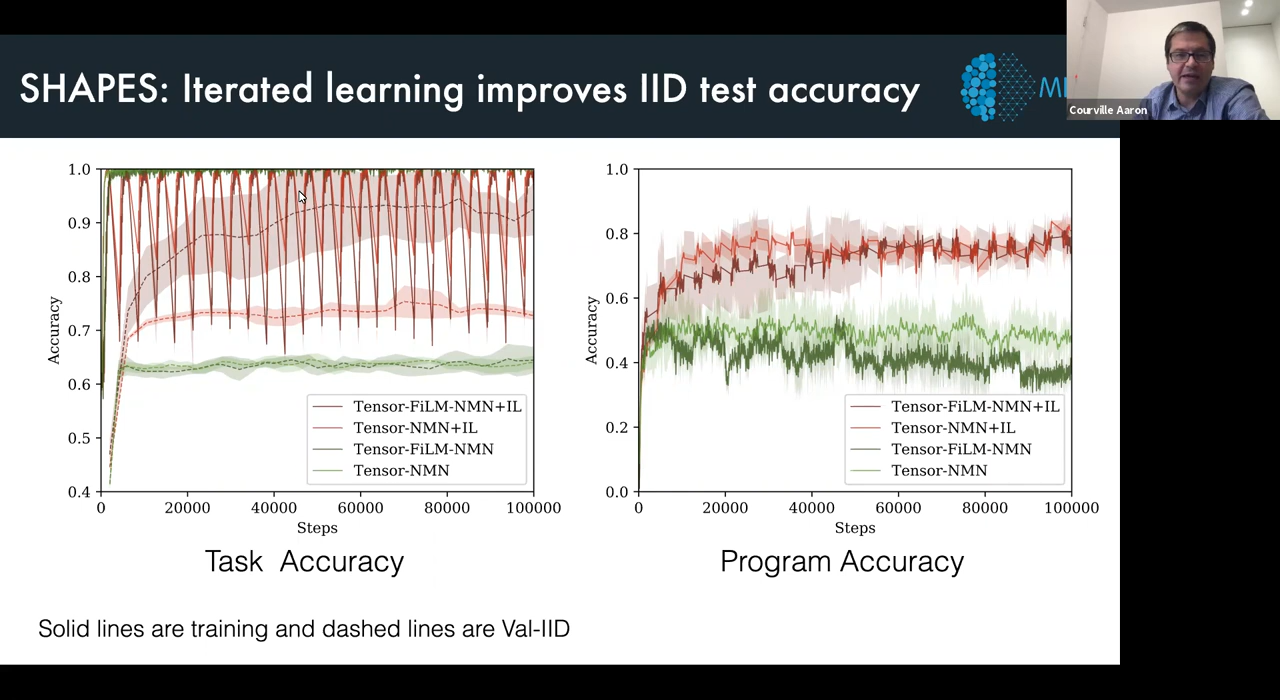 SHAPES: Iterated learning improves IID test accuracy
MI
Courville Aaron
1.0
0.9
0.8
0.7
0.6
0.5
0.4
Accuracy
0 20000 40000 60000 80000 100000
Steps
Tensor-FiLM-NMN+IL
Tensor-NMN+IL
Tensor-FiLM-NMN
Tensor-NMN
Task Accuracy
1.0
0.8
0.6
0.4
0.2
0.0
Accuracy
0 20000 40000 60000 80000 100000
Steps
Tensor-FiLM-NMN+IL
Tensor-NMN+IL
Tensor-FiLM-NMN
Tensor-NMN
Program Accuracy
Solid lines are training and dashed lines are Val-IID